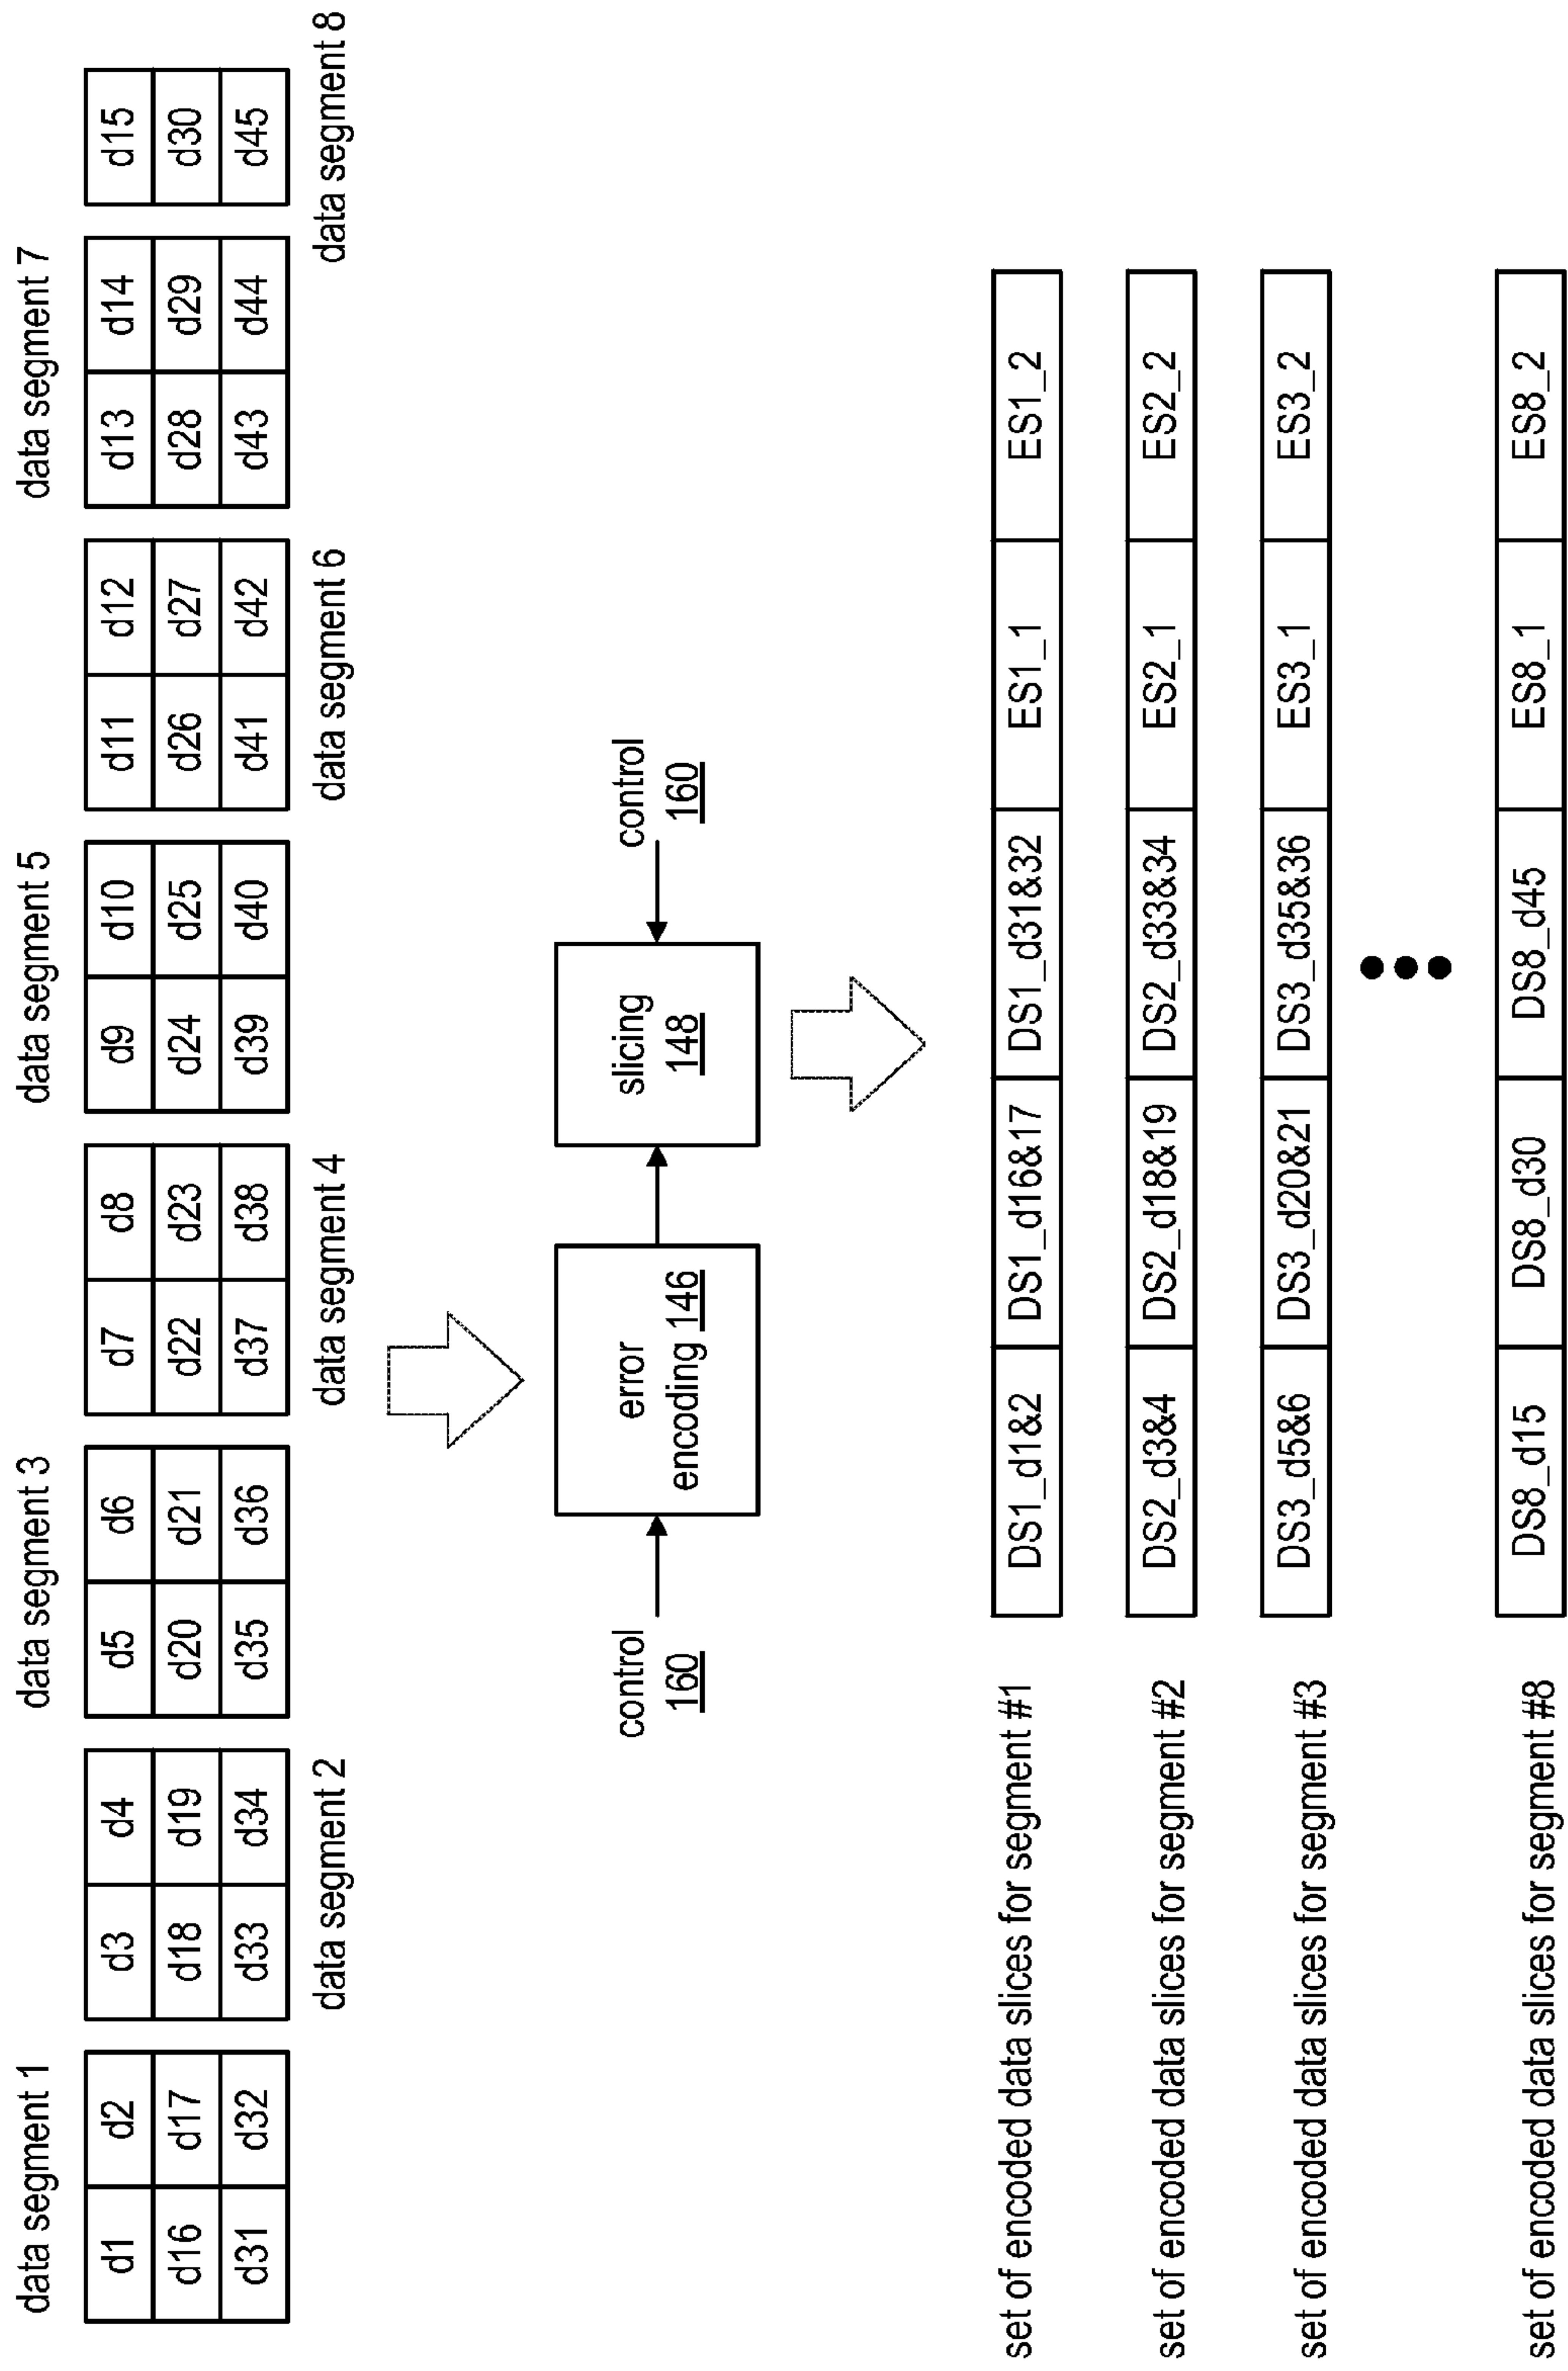 data segment 1
data segment 3
data segment 5
data segment 7
d1 d2 d3 d4 d5 d6 d7 d8 d9 d10 d11 d12 d13 d14 d15
d16 d17 d18 d19 d20 d21 d22 d23 d24 d25 d26 d27 d28 d29 d30
d31 d32 d33 d34 d35 d36 d37 d38 d39 d40 d41 d42 d43 d44 d45
data segment 2
data segment 4
data segment 6
data segment 8
control
160
error
encoding 146
slicing
148
control
160
set of encoded data slices for segment #1
DS1_d1&2 DS1_d16&17 DS1_d31&32 ES1_1 ES1_2
set of encoded data slices for segment #2
DS2_d3&4 DS2_d18&19 DS2_d33&34 ES2_1 ES2_2
set of encoded data slices for segment #3
DS3_d5&6 DS3_d20&21 DS3_d35&36 ES3_1 ES3_2
set of encoded data slices for segment #8
DS8_d15 DS8_d30 DS8_d45 ES8_1 ES8_2